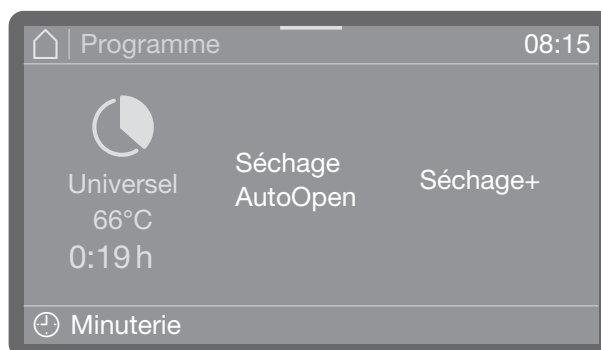 Programme
08:15
Universel
66°C
0:19 h
Séchage
AutoOpen
Séchage+
Minuterie